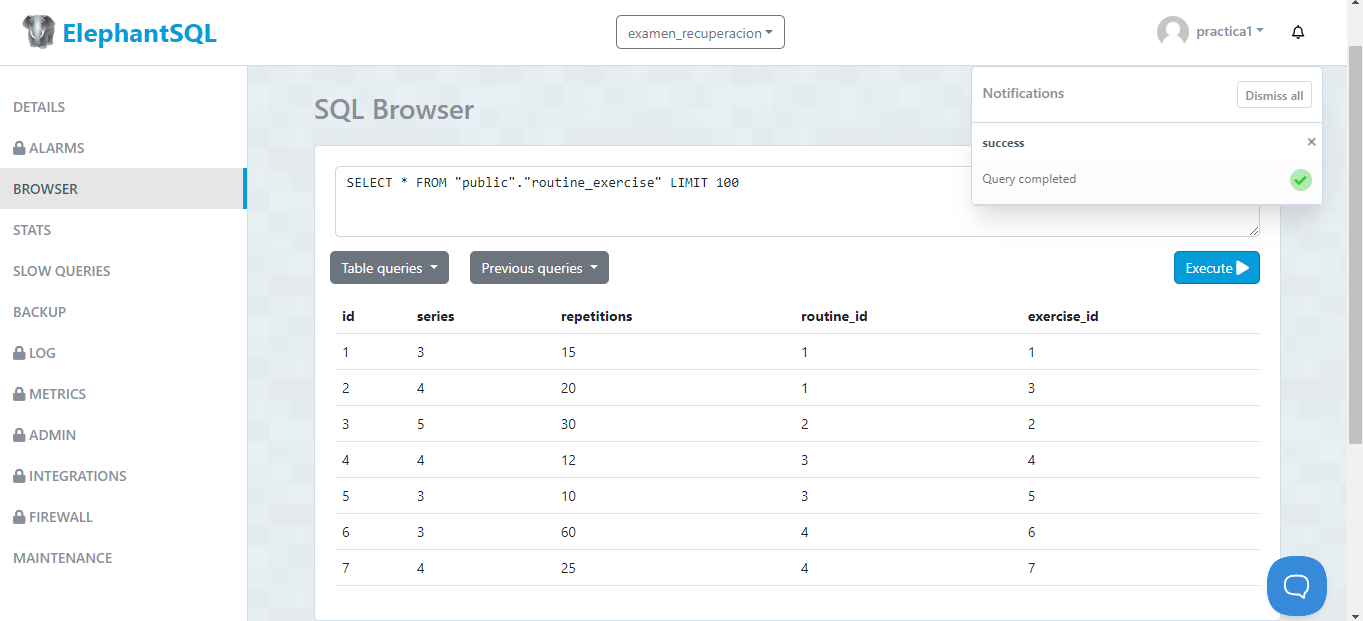 ElephantSQL
examen_recuperacion
practica1
DETAILS
ALARMS
BROWSER
STATS
SLOW QUERIES
BACKUP
LOG
METRICS
ADMIN
INTEGRATIONS
FIREWALL
MAINTENANCE
SQL Browser
Notifications
Dismiss all
success
×
Query completed
SELECT * FROM "public"."routine_exercise" LIMIT 100
Table queries
Previous queries
Execute
id series repetitions routine_id exercise_id
1 3 15 1 1
2 4 20 1 3
3 5 30 2 2
4 4 12 3 4
5 3 10 3 5
6 3 60 4 6
7 4 25 4 7